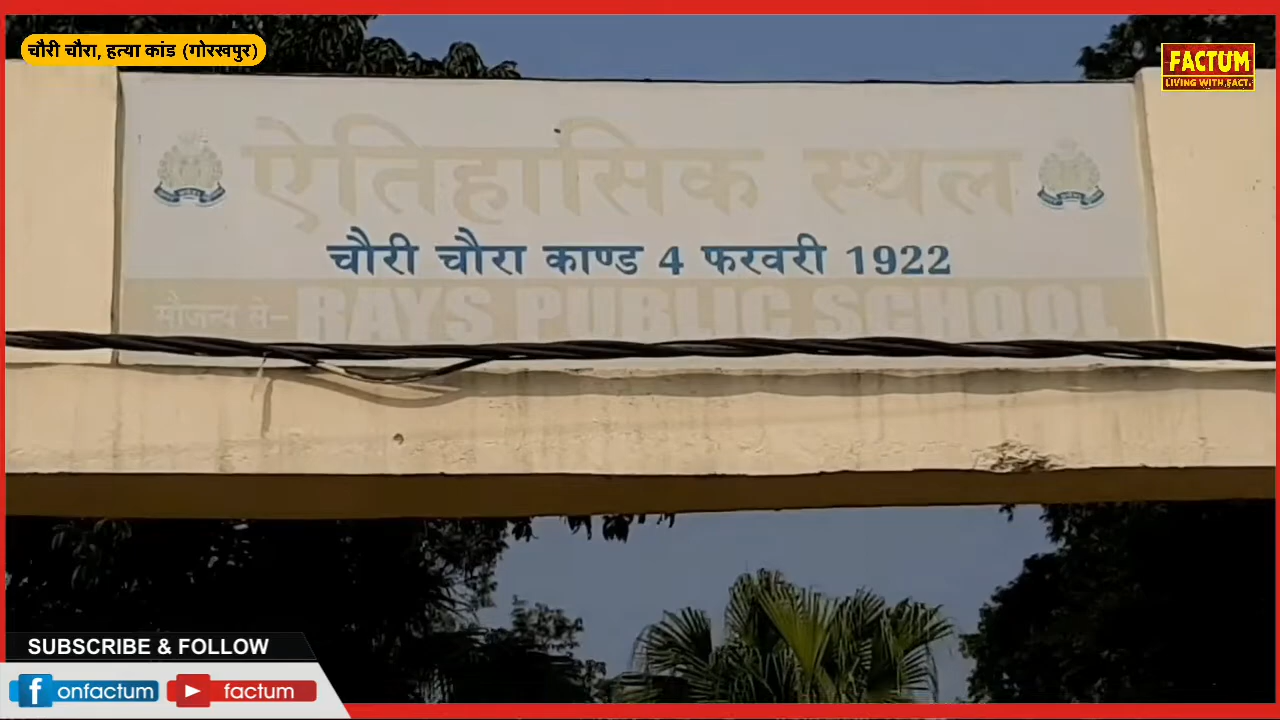 चौरी चौरा, हत्या कांड (गोरखपुर)
FACTUM
LIVING WITH FACT.
ऐतिहासिक स्थल
चौरी चौरा काण्ड 4 फरवरी 1922
सौजन्य से- RAYS PUBLIC SCHOOL
SUBSCRIBE & FOLLOW
onfactum
factum